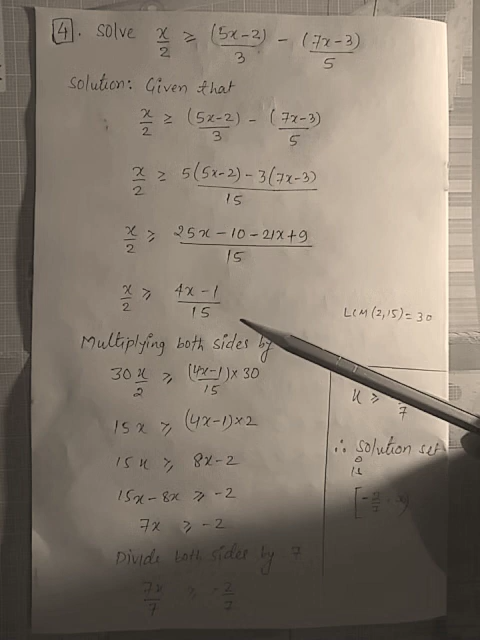 4. Solve x/2 ≥ (5x-2)/3 - (7x-3)/5
Solution: Given that
x/2 ≥ (5x-2)/3 - (7x-3)/5
x/2 ≥ 5(5x-2)-3(7x-3)/15
x/2 ≥ 25x-10-21x+9/15
x/2 ≥ 4x-1/15
LCM(2,15)=30
Multiplying both sides by
30 x/2 ≥ (4x-1)/15 × 30
15x ≥ (4x-1)×2
15x ≥ 8x-2
15x-8x ≥ -2
7x ≥ -2
Divide both sides by 7
7x/7 ≥ -2/7
x ≥ /7
∴ Solution set
is
[-2/7